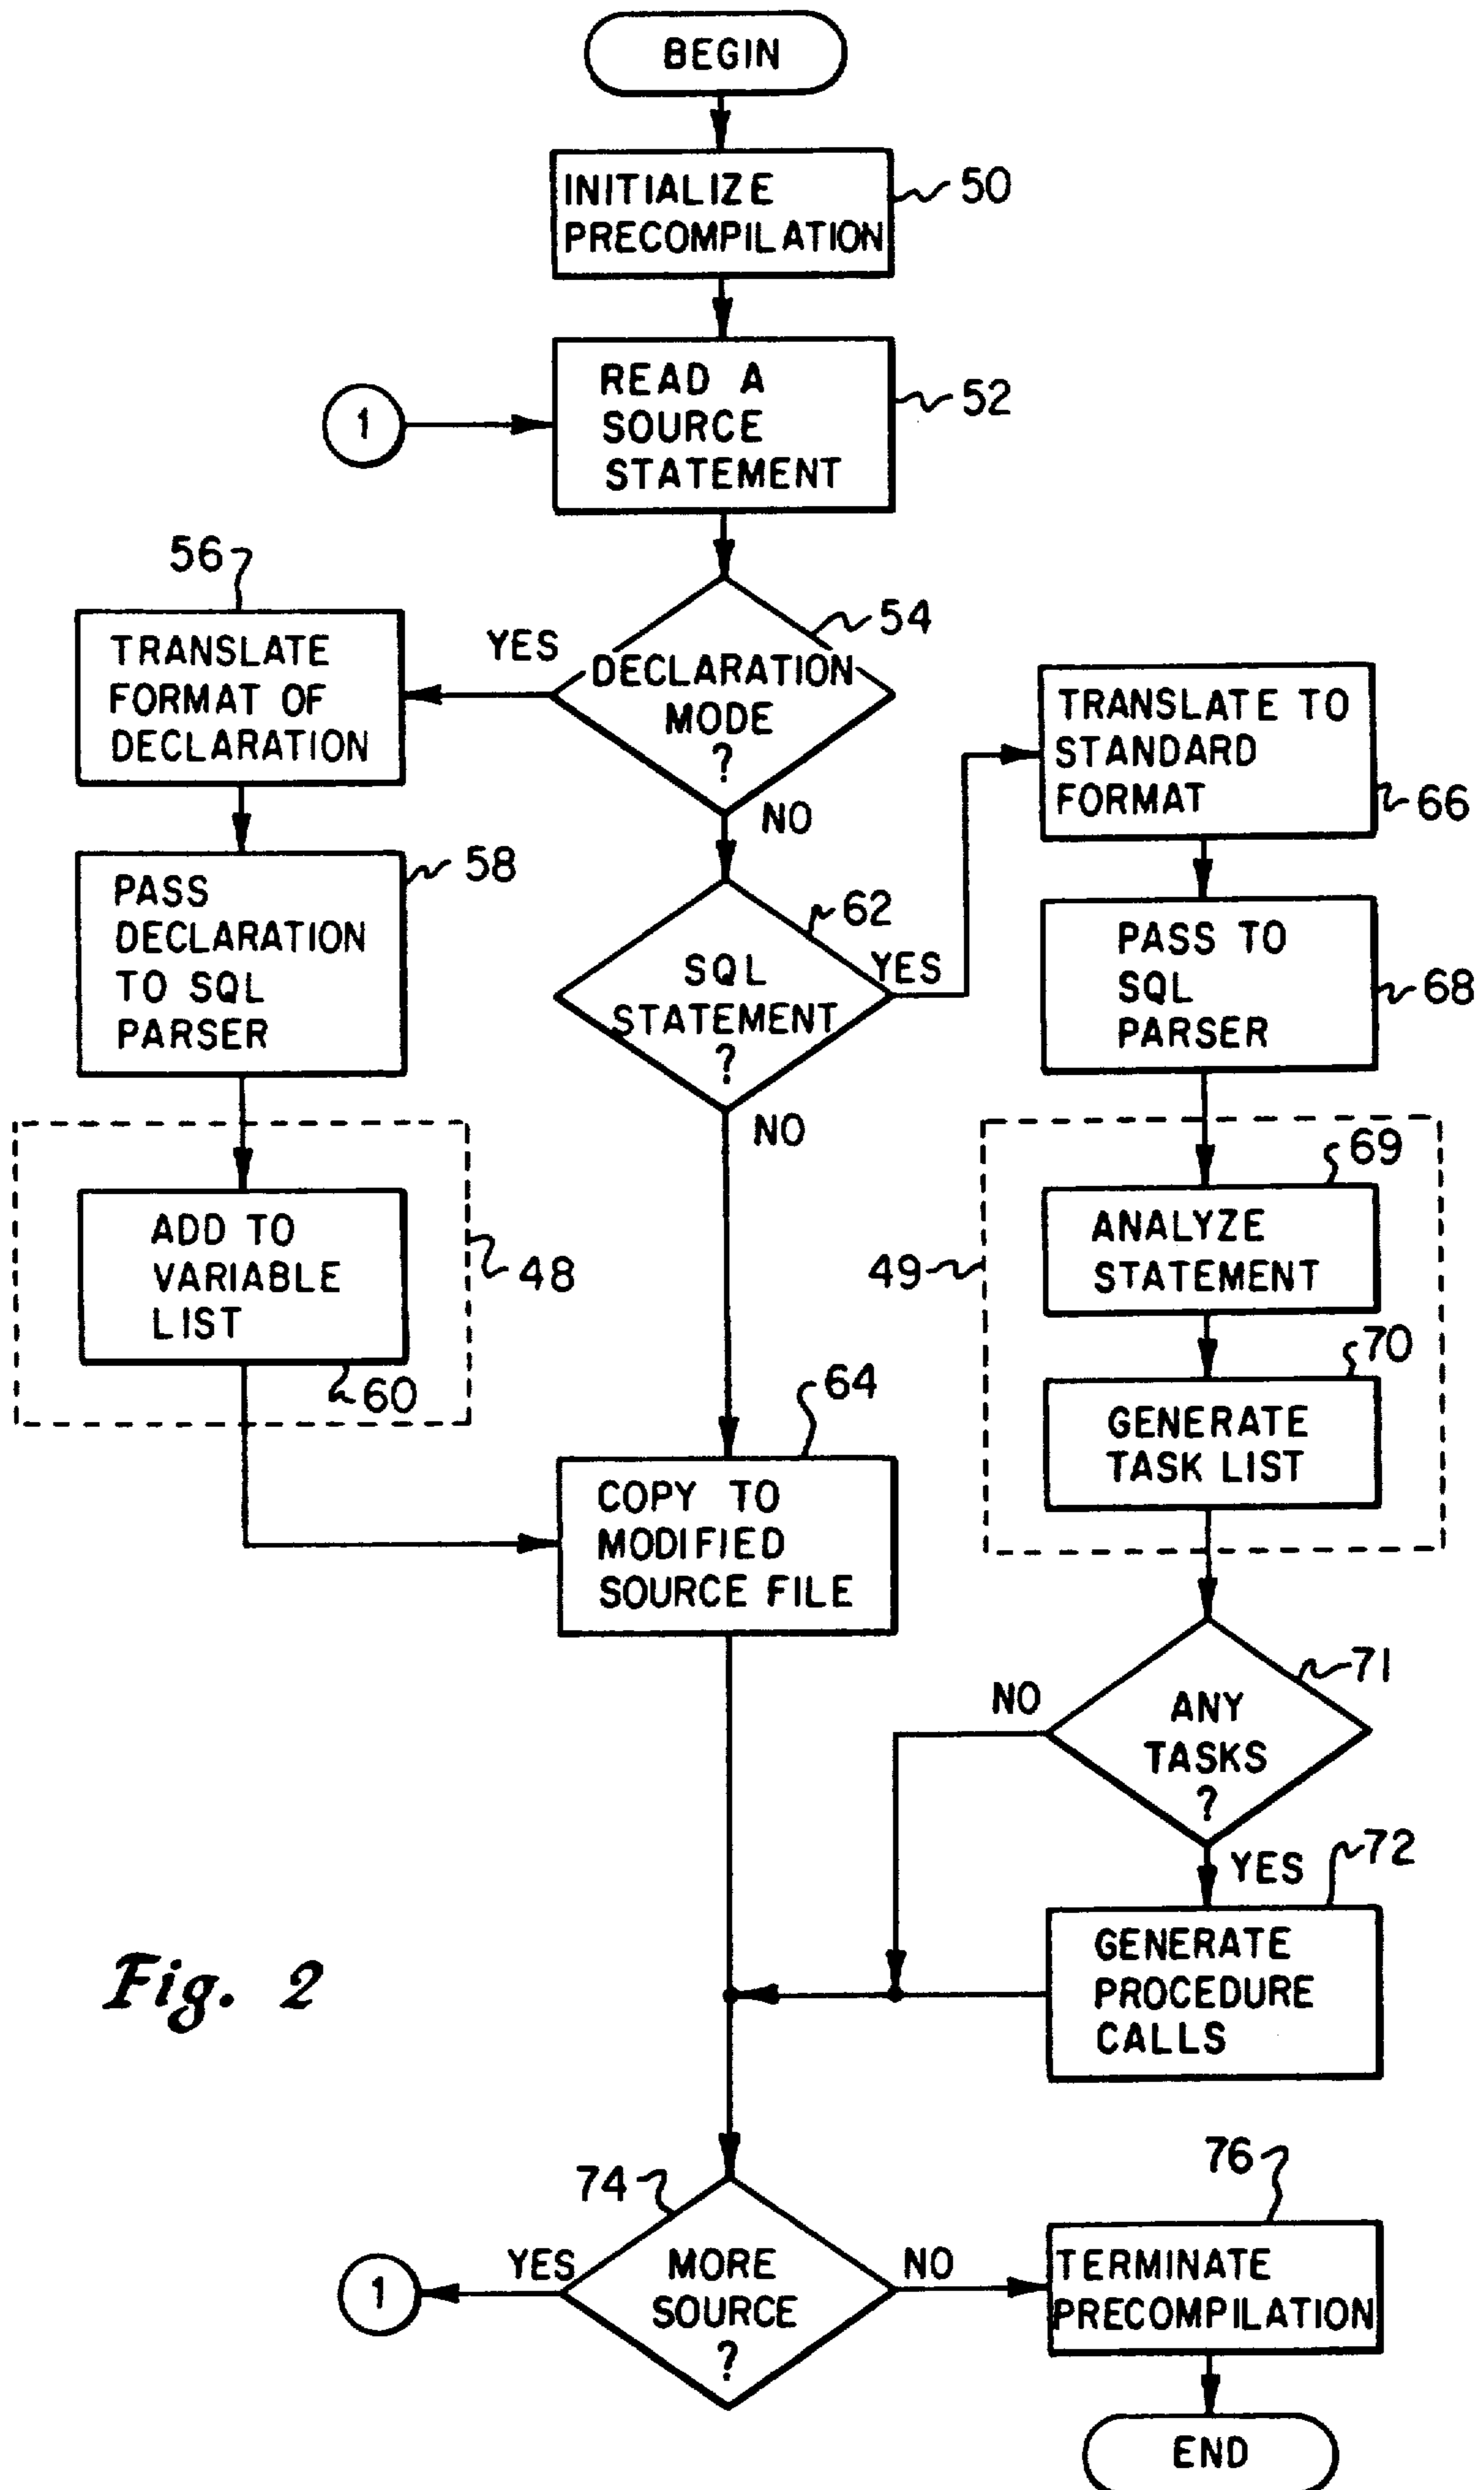 BEGIN
INITIALIZE
PRECOMPILATION
50
READ A
SOURCE
STATEMENT
52
1
56
TRANSLATE
FORMAT OF
DECLARATION
YES
DECLARATION
MODE
?
54
NO
TRANSLATE TO
STANDARD
FORMAT
66
PASS
DECLARATION
TO SQL
PARSER
58
SQL
STATEMENT
?
62
YES
NO
PASS TO
SQL
PARSER
68
ADD TO
VARIABLE
LIST
60
48
49
69
ANALYZE
STATEMENT
70
GENERATE
TASK LIST
64
COPY TO
MODIFIED
SOURCE FILE
NO
ANY
TASKS
?
71
YES
72
GENERATE
PROCEDURE
CALLS
Fig. 2
74
MORE
SOURCE
?
YES
1
NO
76
TERMINATE
PRECOMPILATION
END